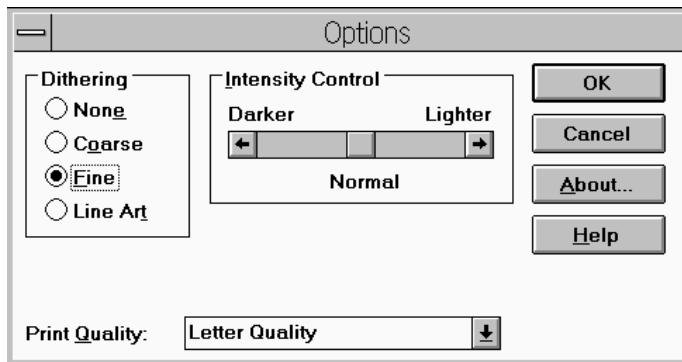 Options
Dithering
None
Coarse
Fine
Line Art
Intensity Control
Darker Lighter
Normal
OK
Cancel
About...
Help
Print Quality: Letter Quality